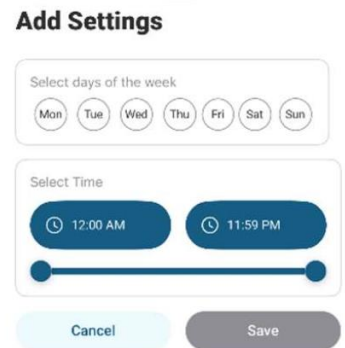 Add Settings
Select days of the week
Mon Tue Wed Thu Fri Sat Sun
Select Time
12:00 AM 11:59 PM
Cancel Save